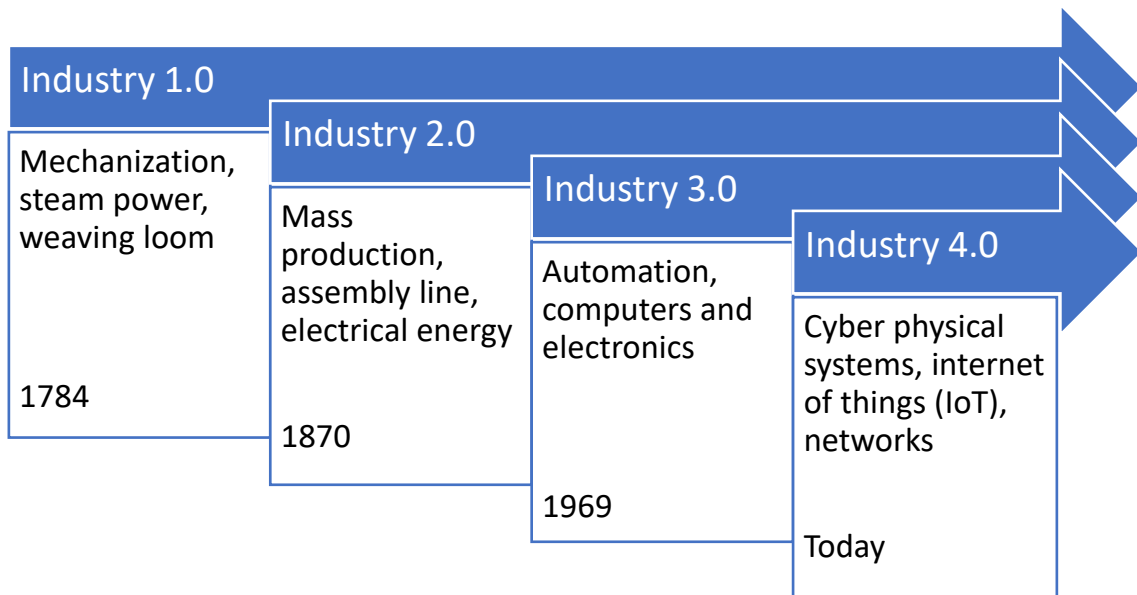 Industry 1.0
Mechanization,
steam power,
weaving loom
1784
Industry 2.0
Mass
production,
assembly line,
electrical energy
1870
Industry 3.0
Automation,
computers and
electronics
1969
Industry 4.0
Cyber physical
systems, internet
of things (IoT),
networks
Today